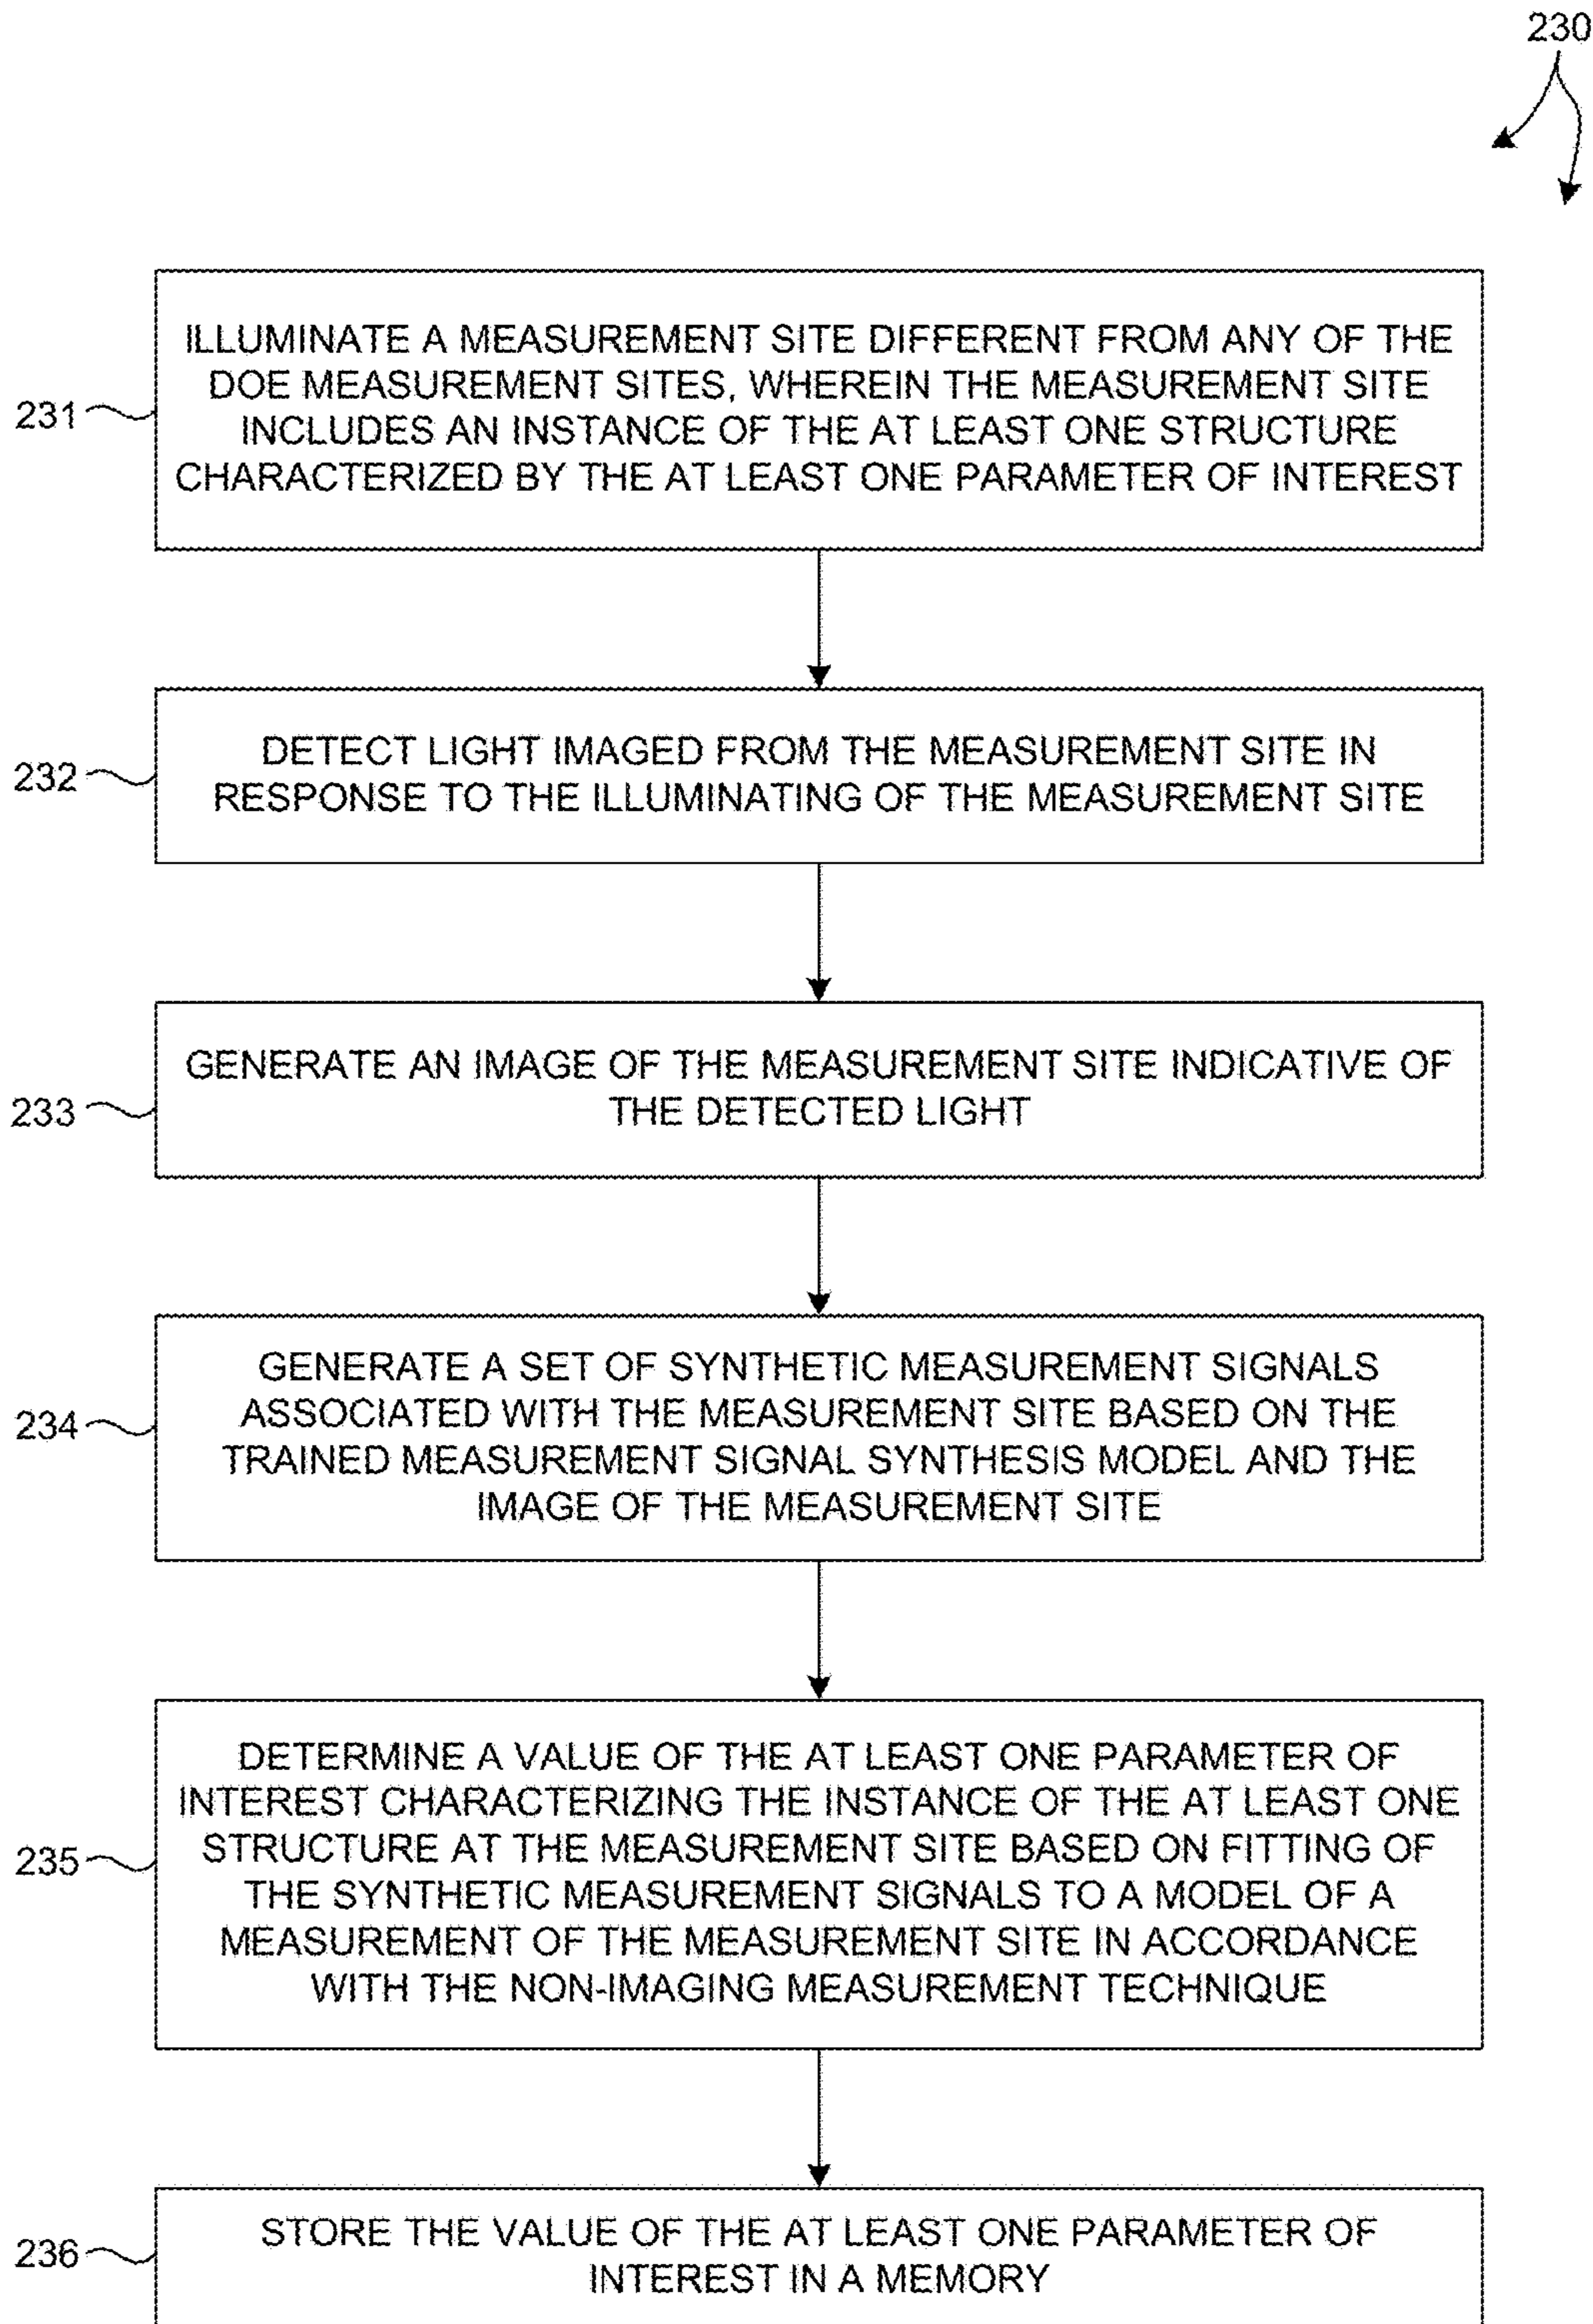 230
231
ILLUMINATE A MEASUREMENT SITE DIFFERENT FROM ANY OF THE
DOE MEASUREMENT SITES, WHEREIN THE MEASUREMENT SITE
INCLUDES AN INSTANCE OF THE AT LEAST ONE STRUCTURE
CHARACTERIZED BY THE AT LEAST ONE PARAMETER OF INTEREST
232
DETECT LIGHT IMAGED FROM THE MEASUREMENT SITE IN
RESPONSE TO THE ILLUMINATING OF THE MEASUREMENT SITE
233
GENERATE AN IMAGE OF THE MEASUREMENT SITE INDICATIVE OF
THE DETECTED LIGHT
234
GENERATE A SET OF SYNTHETIC MEASUREMENT SIGNALS
ASSOCIATED WITH THE MEASUREMENT SITE BASED ON THE
TRAINED MEASUREMENT SIGNAL SYNTHESIS MODEL AND THE
IMAGE OF THE MEASUREMENT SITE
235
DETERMINE A VALUE OF THE AT LEAST ONE PARAMETER OF
INTEREST CHARACTERIZING THE INSTANCE OF THE AT LEAST ONE
STRUCTURE AT THE MEASUREMENT SITE BASED ON FITTING OF
THE SYNTHETIC MEASUREMENT SIGNALS TO A MODEL OF A
MEASUREMENT OF THE MEASUREMENT SITE IN ACCORDANCE
WITH THE NON-IMAGING MEASUREMENT TECHNIQUE
236
STORE THE VALUE OF THE AT LEAST ONE PARAMETER OF
INTEREST IN A MEMORY